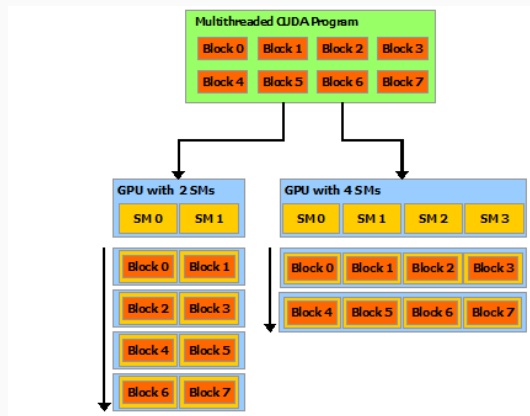 Multithreaded CUDA Program
Block 0 Block 1 Block 2 Block 3
Block 4 Block 5 Block 6 Block 7
GPU with 2 SMs
SM 0 SM 1
Block 0 Block 1
Block 2 Block 3
Block 4 Block 5
Block 6 Block 7
GPU with 4 SMs
SM 0 SM 1 SM 2 SM 3
Block 0 Block 1 Block 2 Block 3
Block 4 Block 5 Block 6 Block 7